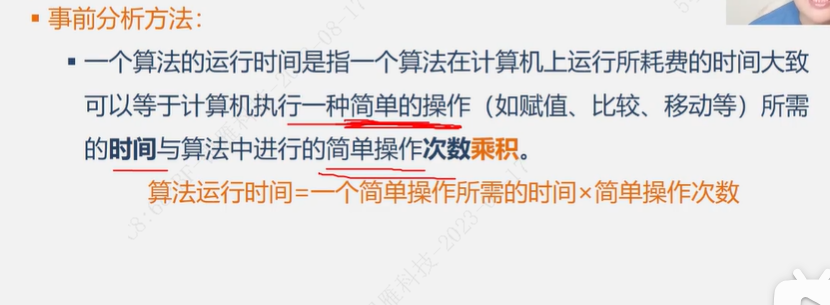 事前分析方法：
一个算法的运行时间是指一个算法在计算机上运行所耗费的时间大致
可以等于计算机执行一种简单的操作（如赋值、比较、移动等）所需
的时间与算法中进行的简单操作次数乘积。
算法运行时间=一个简单操作所需的时间×简单操作次数